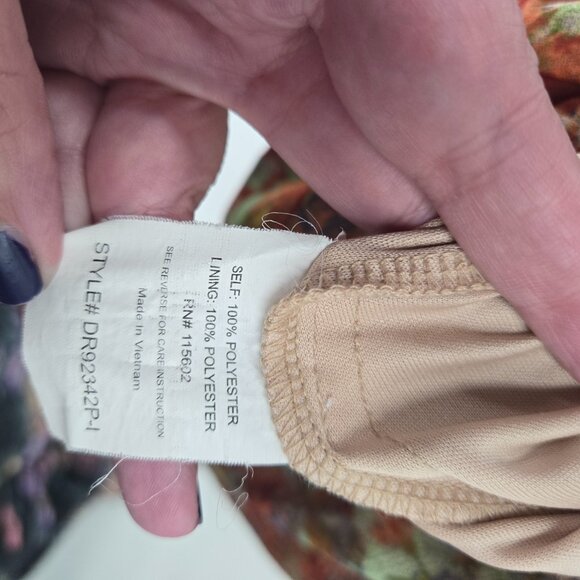 SELF: 100% POLYESTER
LINING: 100% POLYESTER
RN# 115602
SEE REVERSE FOR CARE INSTRUCTION
Made In Vietnam
STYLE# DR92342P-I